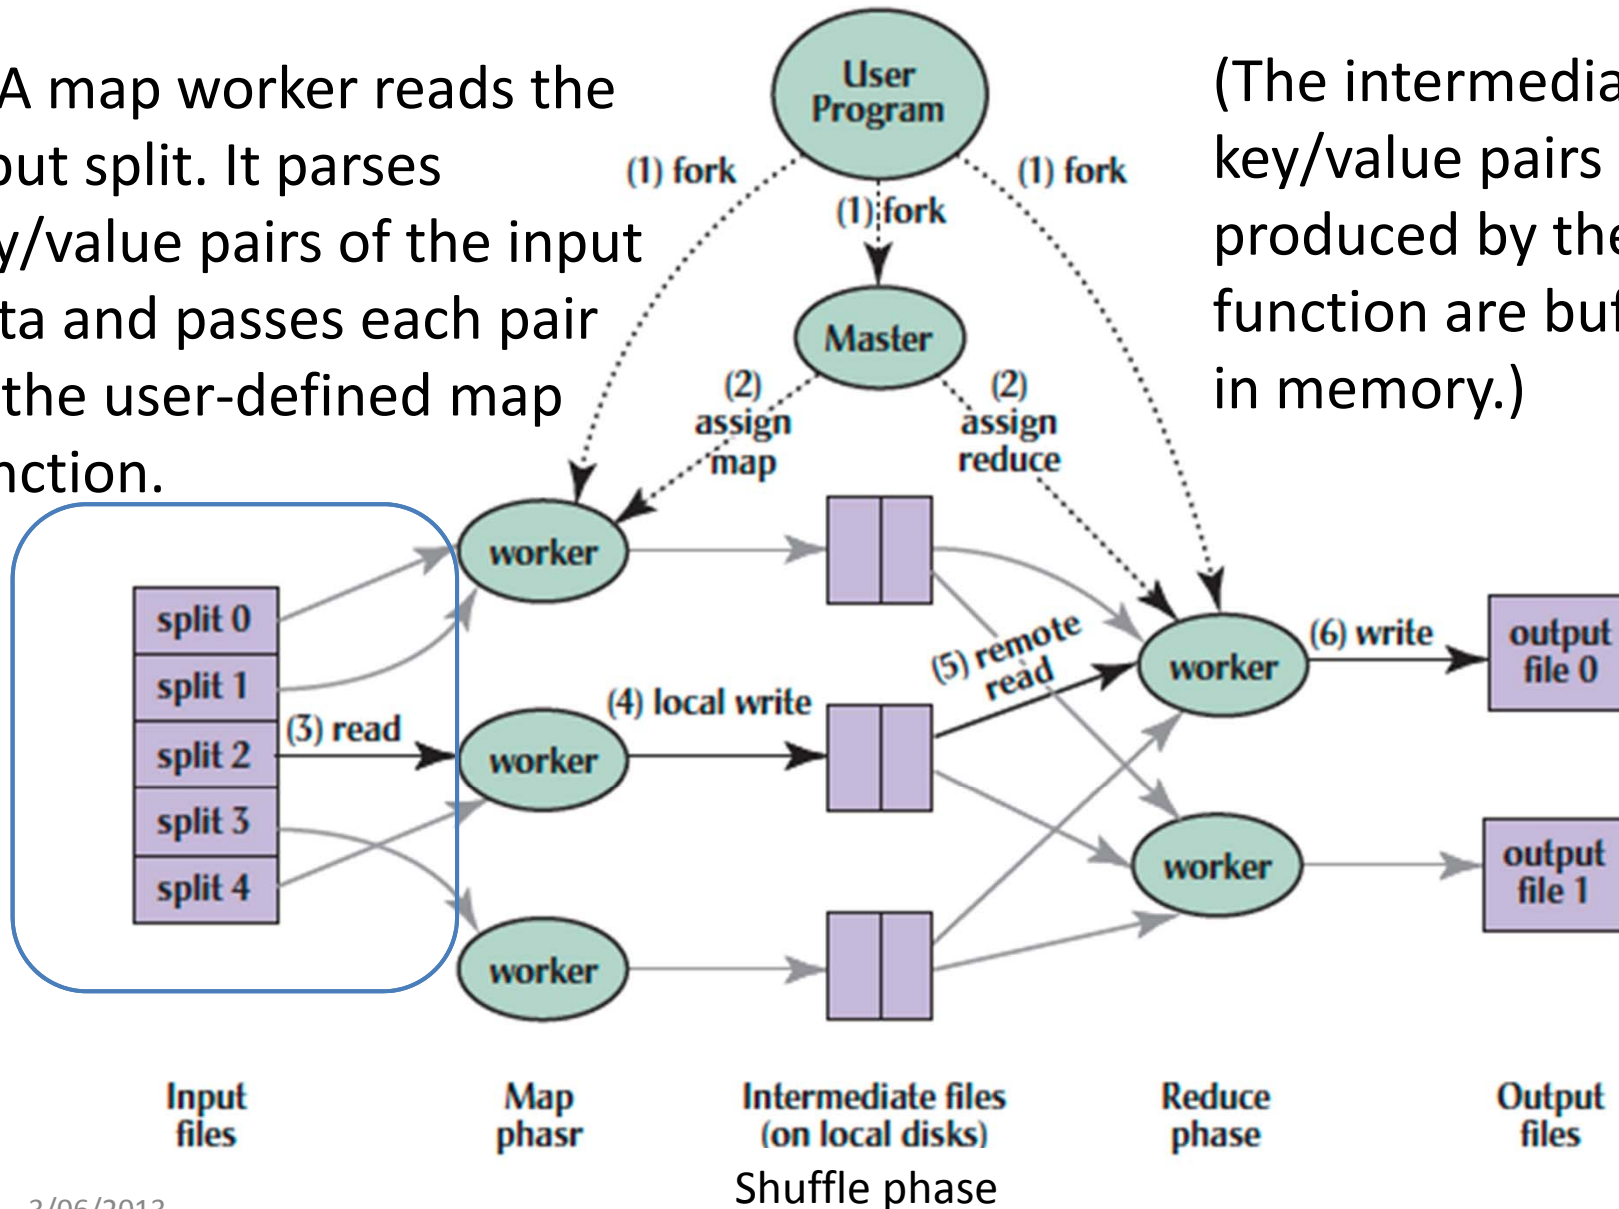 A map worker reads the
put split. It parses
y/value pairs of the input
ta and passes each pair
the user-defined map
nction.
(The intermedia
key/value pairs
produced by the
function are buf
in memory.)
User
Program
(1) fork
(1) fork
(1) fork
Master
(2)
assign
map
(2)
assign
reduce
worker
split 0
split 1
split 2
split 3
split 4
(3) read
worker
(4) local write
worker
(5) remote
read
worker
(6) write
output
file 0
worker
output
file 1
Input
files
Map
phasr
Intermediate files
(on local disks)
Reduce
phase
Output
files
Shuffle phase